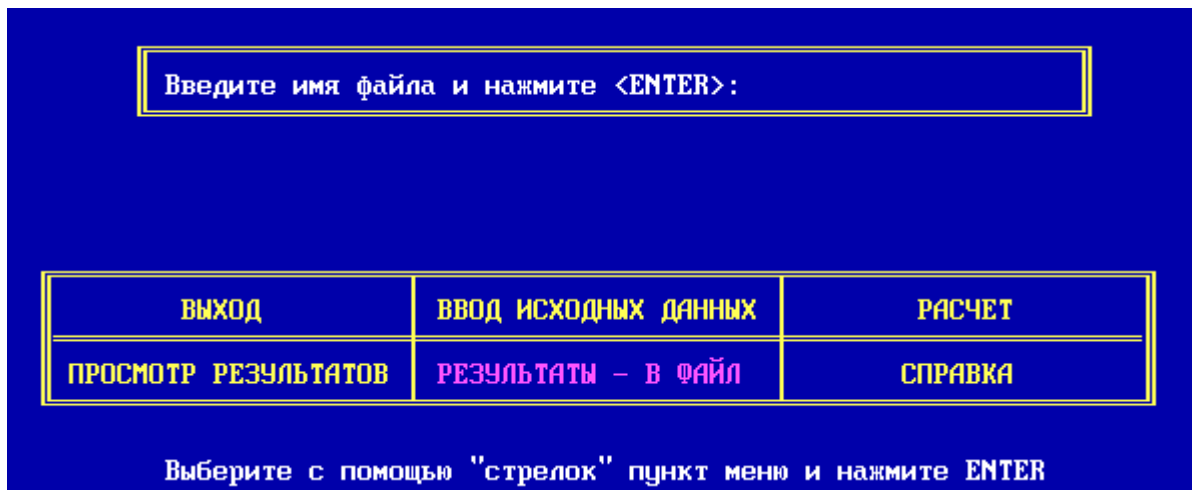 Введите имя файла и нажмите <ENTER>:
ВЫХОД ВВОД ИСХОДНЫХ ДАННЫХ РАСЧЕТ
ПРОСМОТР РЕЗУЛЬТАТОВ РЕЗУЛЬТАТЫ - В ФАЙЛ СПРАВКА
Выберите с помощью "стрелок" пункт меню и нажмите ENTER